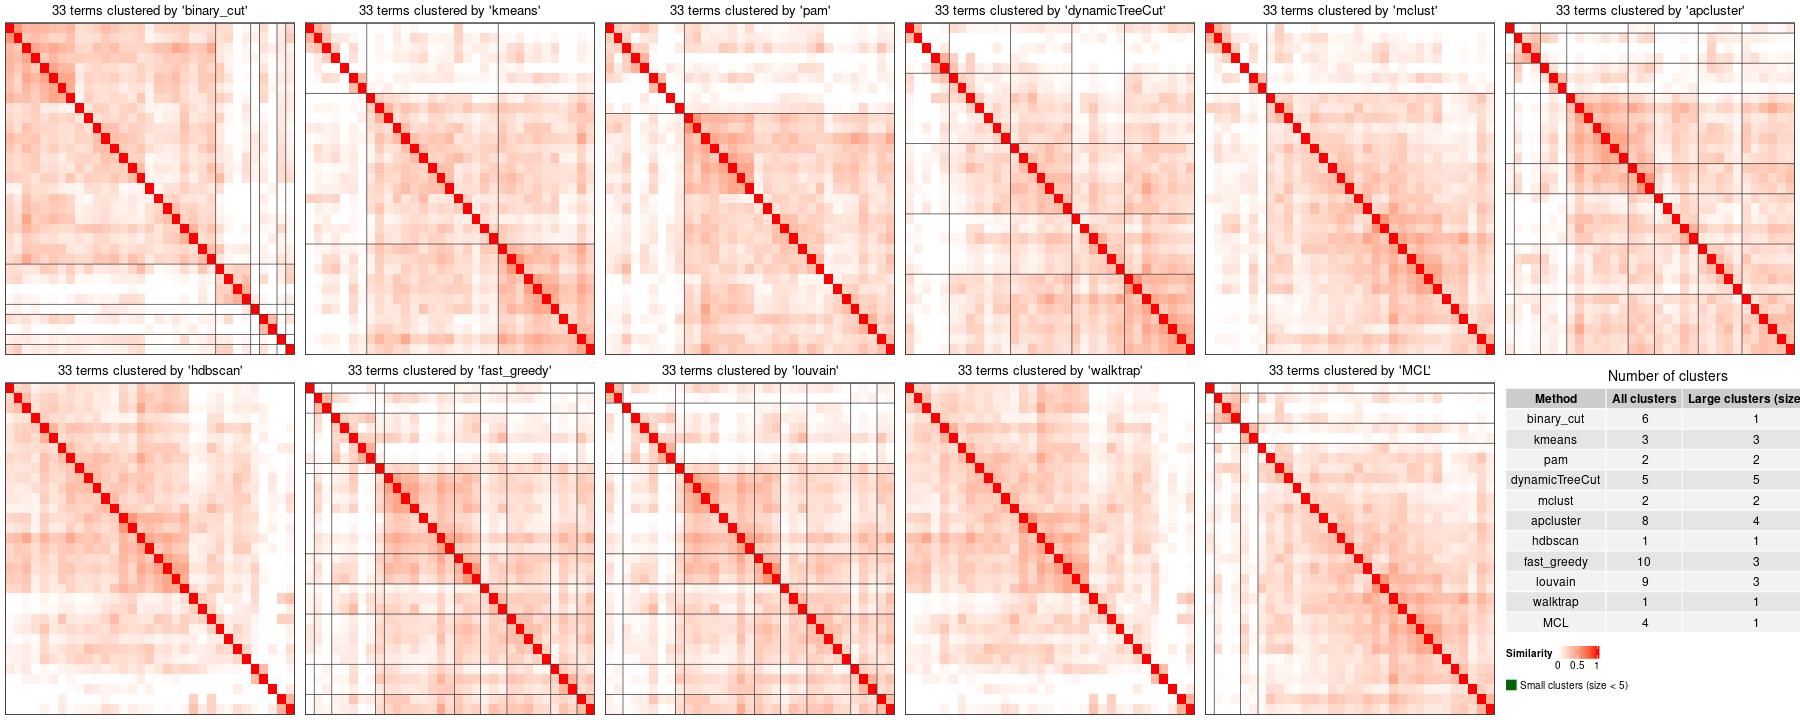 33 terms clustered by 'binary_cut'
33 terms clustered by 'kmeans'
33 terms clustered by 'pam'
33 terms clustered by 'dynamicTreeCut'
33 terms clustered by 'mclust'
33 terms clustered by 'apcluster'
33 terms clustered by 'hdbscan'
33 terms clustered by 'fast_greedy'
33 terms clustered by 'louvain'
33 terms clustered by 'walktrap'
33 terms clustered by 'MCL'
Number of clusters
Method All clusters Large clusters (size
binary_cut 6 1
kmeans 3 3
pam 2 2
dynamicTreeCut 5 5
mclust 2 2
apcluster 8 4
hdbscan 1 1
fast_greedy 10 3
louvain 9 3
walktrap 1 1
MCL 4 1
Similarity
0 0.5 1
Small clusters (size < 5)